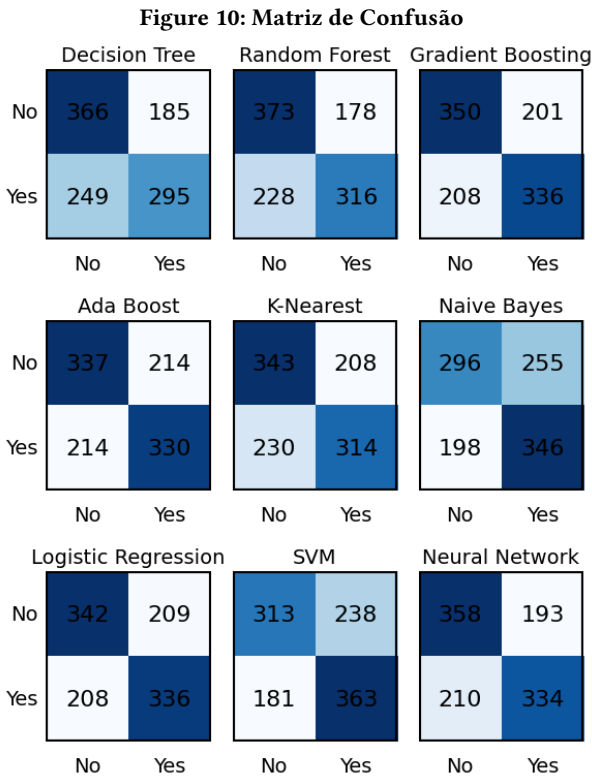 Figure 10: Matriz de Confusão
Decision Tree Random Forest Gradient Boosting
No 366 185 373 178 350 201
Yes 249 295 228 316 208 336
No Yes No Yes No Yes
Ada Boost K-Nearest Naive Bayes
No 337 214 343 208 296 255
Yes 214 330 230 314 198 346
No Yes No Yes No Yes
Logistic Regression SVM Neural Network
No 342 209 313 238 358 193
Yes 208 336 181 363 210 334
No Yes No Yes No Yes